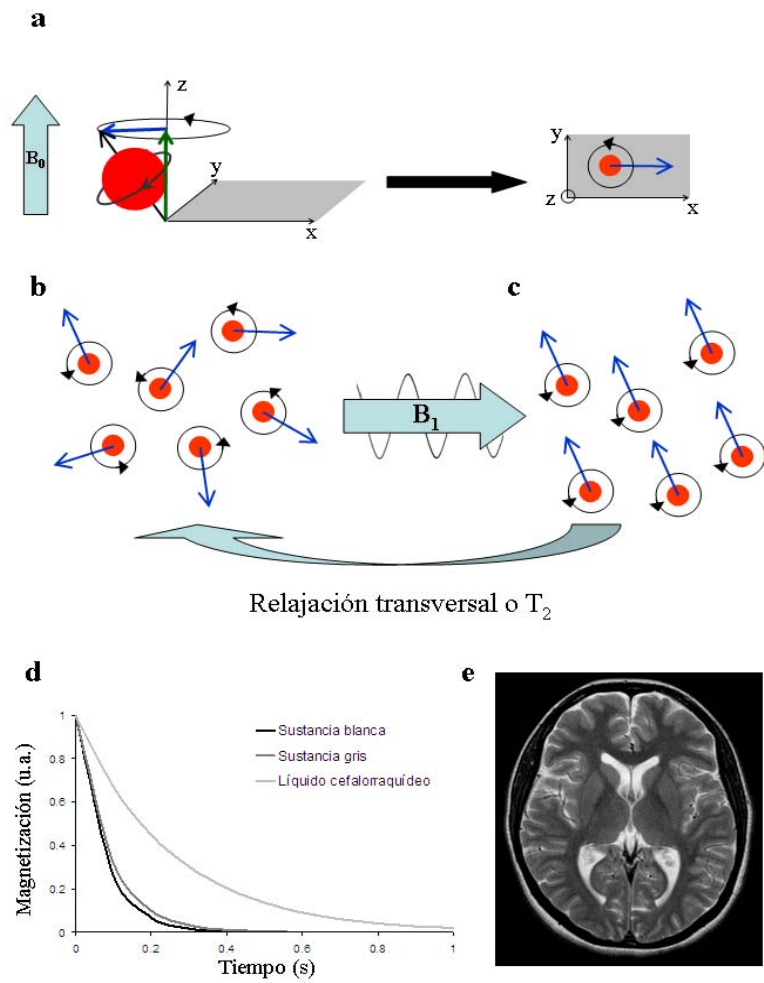 a
z
B₀
y
x
y
z
x
b
c
B₁
Relajación transversal o T₂
d
e
Magnetización (u.a.)
1
0.8
0.6
0.4
0.2
0
Sustancia blanca
Sustancia gris
Líquido cefalorraquídeo
0 0.2 0.4 0.6 0.8 1
Tiempo (s)